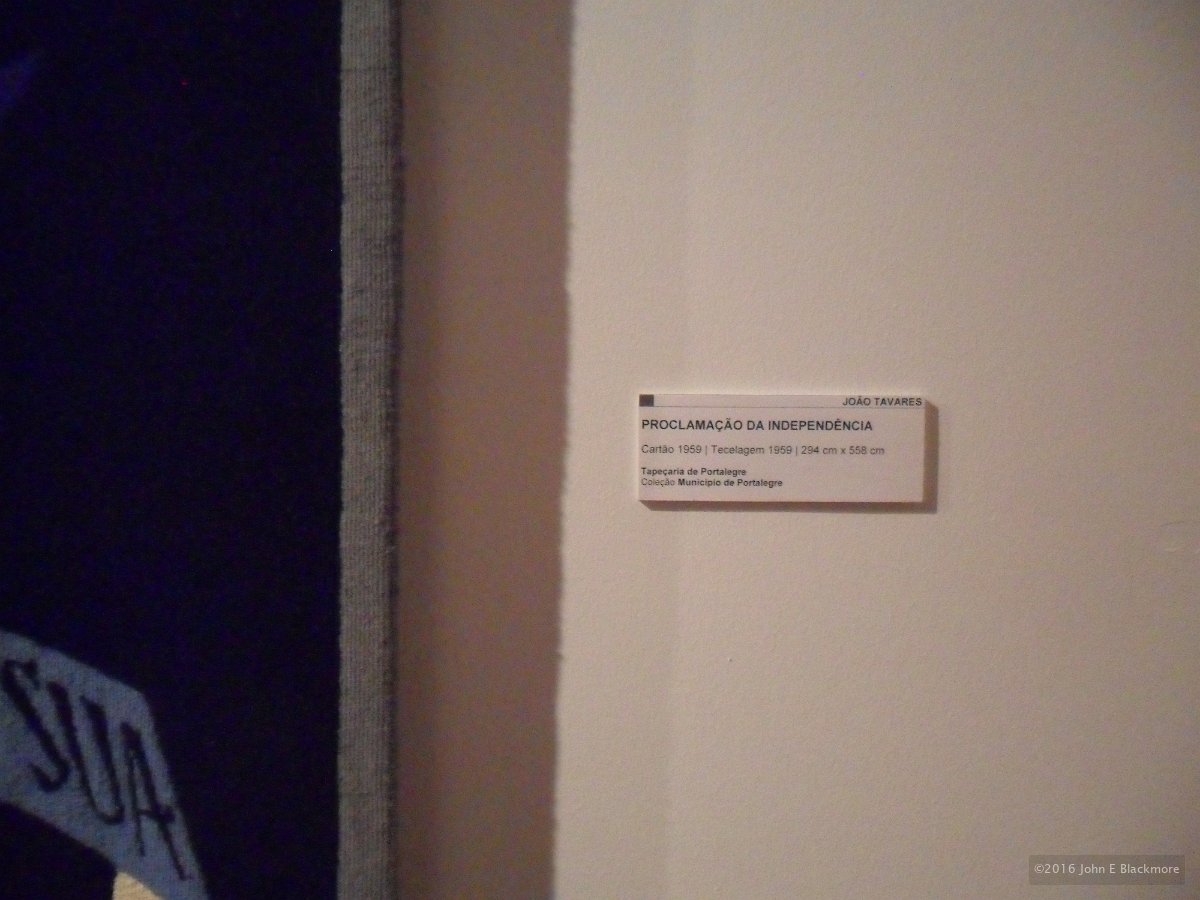 JOÃO TAVARES
PROCLAMAÇÃO DA INDEPENDÊNCIA
Cartão 1959 | Tecelagem 1959 | 294 cm x 558 cm
Tapeçaria de Portalegre
Coleção Município de Portalegre
SUA
©2016 John E Blackmore